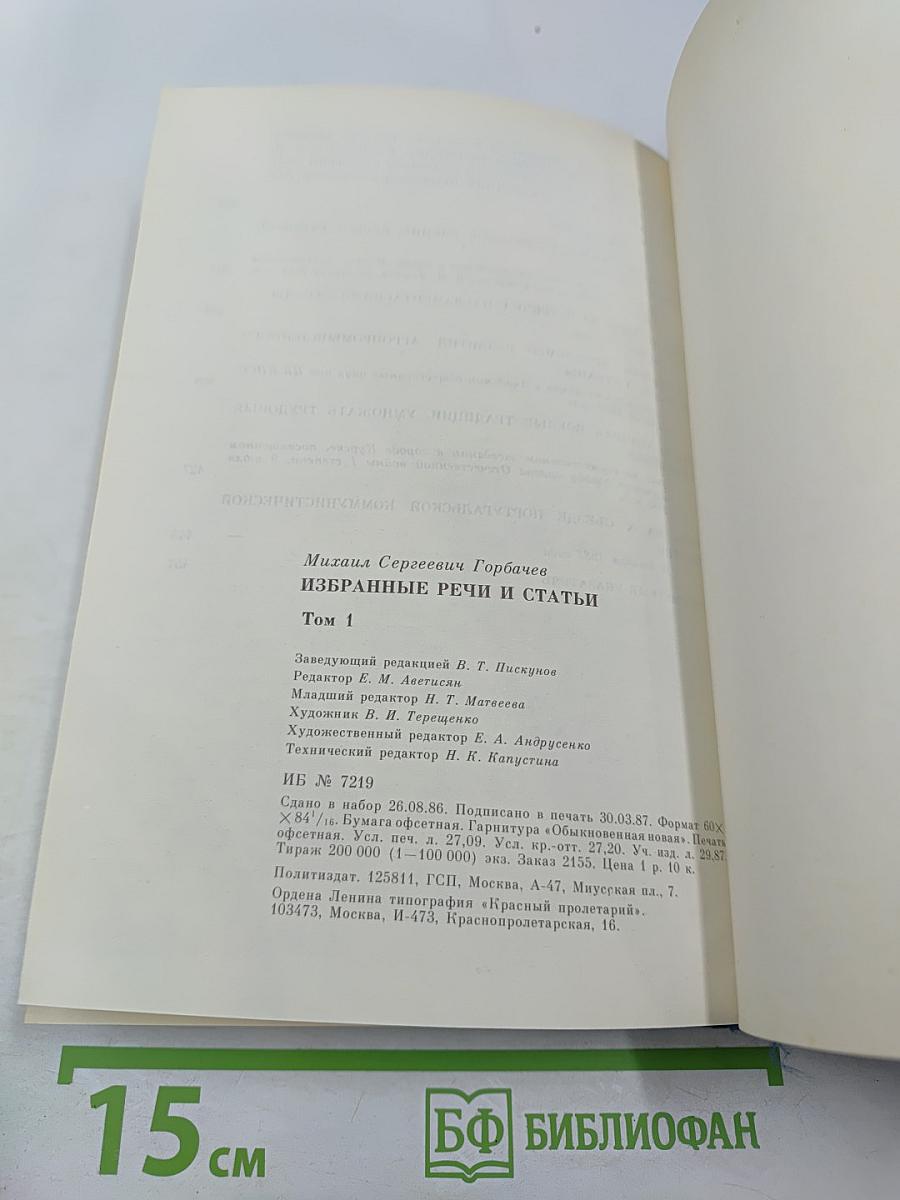 Михаил Сергеевич Горбачев
ИЗБРАННЫЕ РЕЧИ И СТАТЬИ
Том 1
Заведующий редакцией В. Т. Пискунов
Редактор Е. М. Аветисян
Младший редактор Н. Т. Матвеева
Художник В. И. Терещенко
Художественный редактор Е. А. Андрусенко
Технический редактор Н. К. Капустина
ИБ № 7219
Сдано в набор 26.08.86. Подписано в печать 30.03.87. Формат 60×
×84¹/₁₆. Бумага офсетная. Гарнитура «Обыкновенная новая». Печать
офсетная. Усл. печ. л. 27,09. Усл. кр.-отт. 27,20. Уч. изд. л. 29,87.
Тираж 200 000 (1—100 000) экз. Заказ 2155. Цена 1 р. 10 к.
Политиздат. 125811, ГСП, Москва, А-47, Миусская пл., 7.
Ордена Ленина типография «Красный пролетарий».
103473, Москва, И-473, Краснопролетарская, 16.
15 см
БФ БИБЛИОФАН